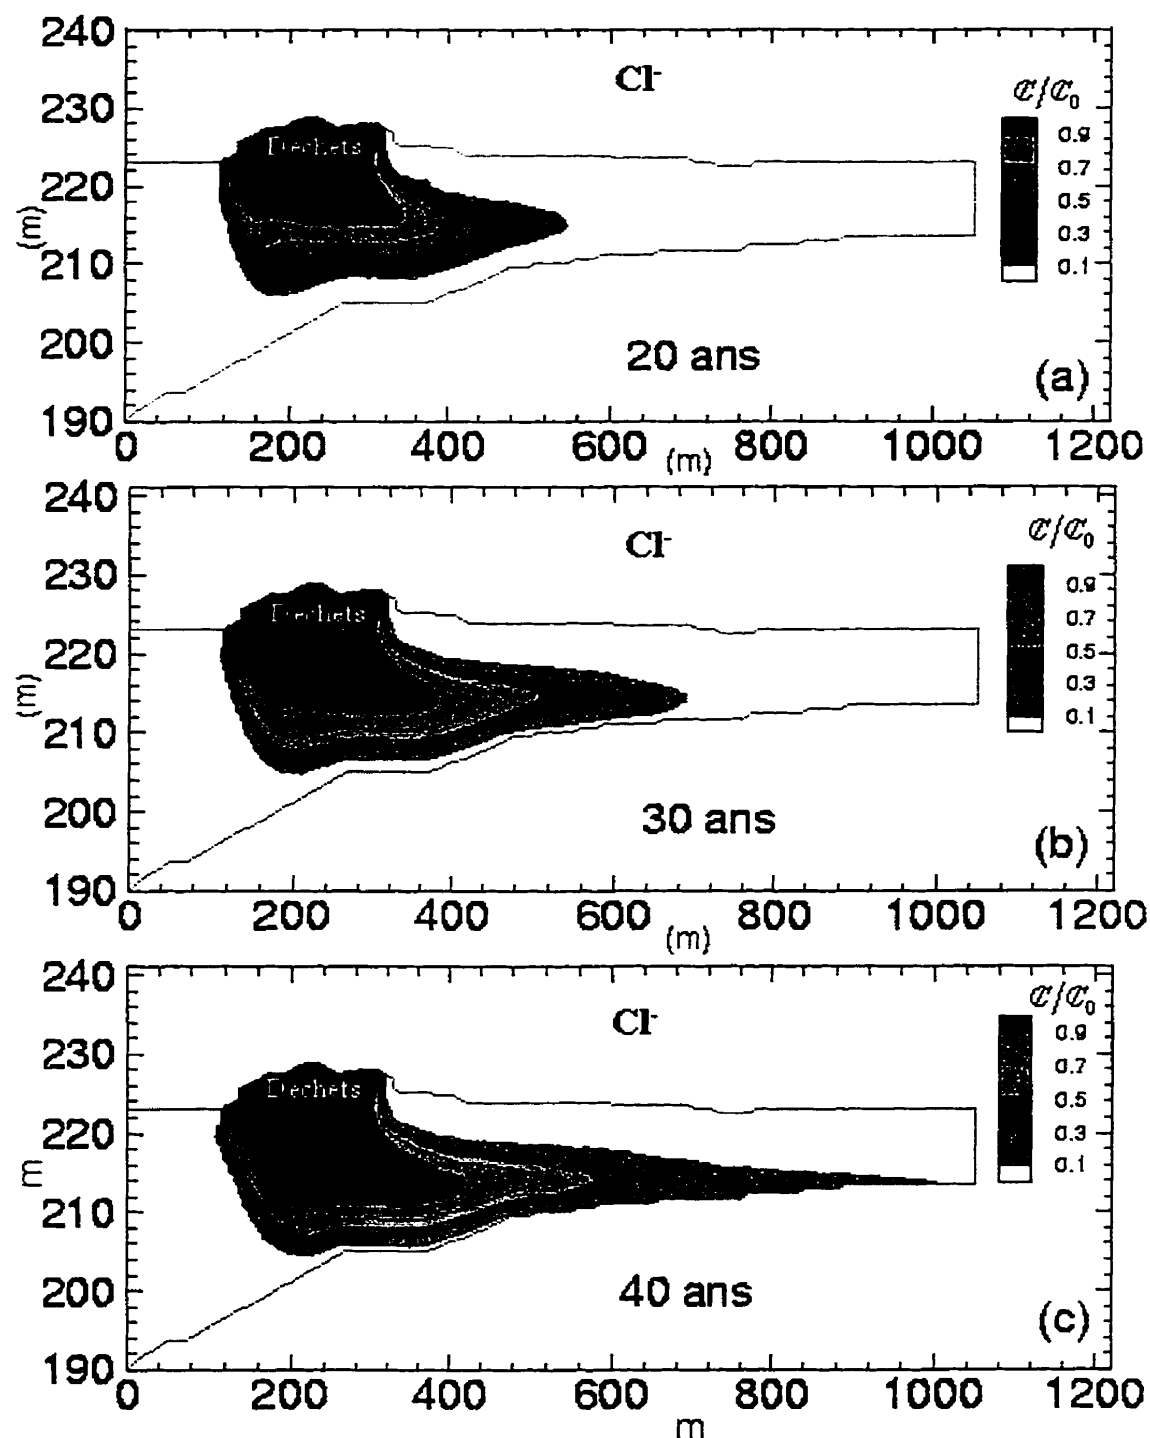 240
Cl-
C/C0
230
Dechets
0.9
0.7
220
0.5
(m)
0.3
210
0.1
200
20 ans
(a)
190
0 200 400 (m) 600 800 1000 1200
240
Cl-
C/C0
230
Dechets
0.9
0.7
220
0.5
(m)
0.3
210
0.1
200
30 ans
(b)
190
0 200 400 600 (m) 800 1000 1200
240
Cl-
C/C0
0.9
230
Dechets
0.7
0.5
220
0.3
m
0.1
210
200
40 ans
(c)
190
0 200 400 600 800 1000 1200
m